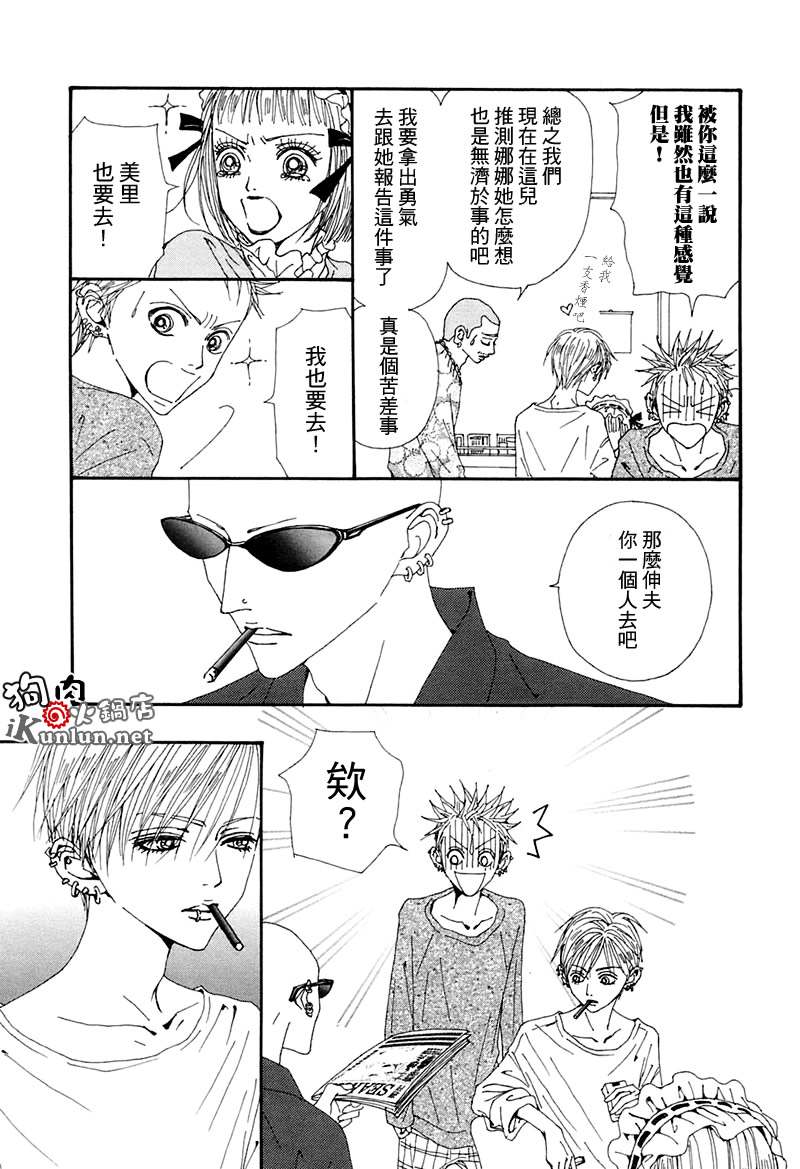 被你這麼一說
我雖然也有這種感覺
但是！
總之我們
現在在這兒
推測娜娜她怎麼想
也是無濟於事的吧
給我
一支香煙吧
我要拿出勇氣
去跟她報告這件事了
真是個苦差事
美里
也要去！
我也要去！
那麼伸夫
你一個人去吧
狗肉
火鍋店
iKunlun.net
欸？